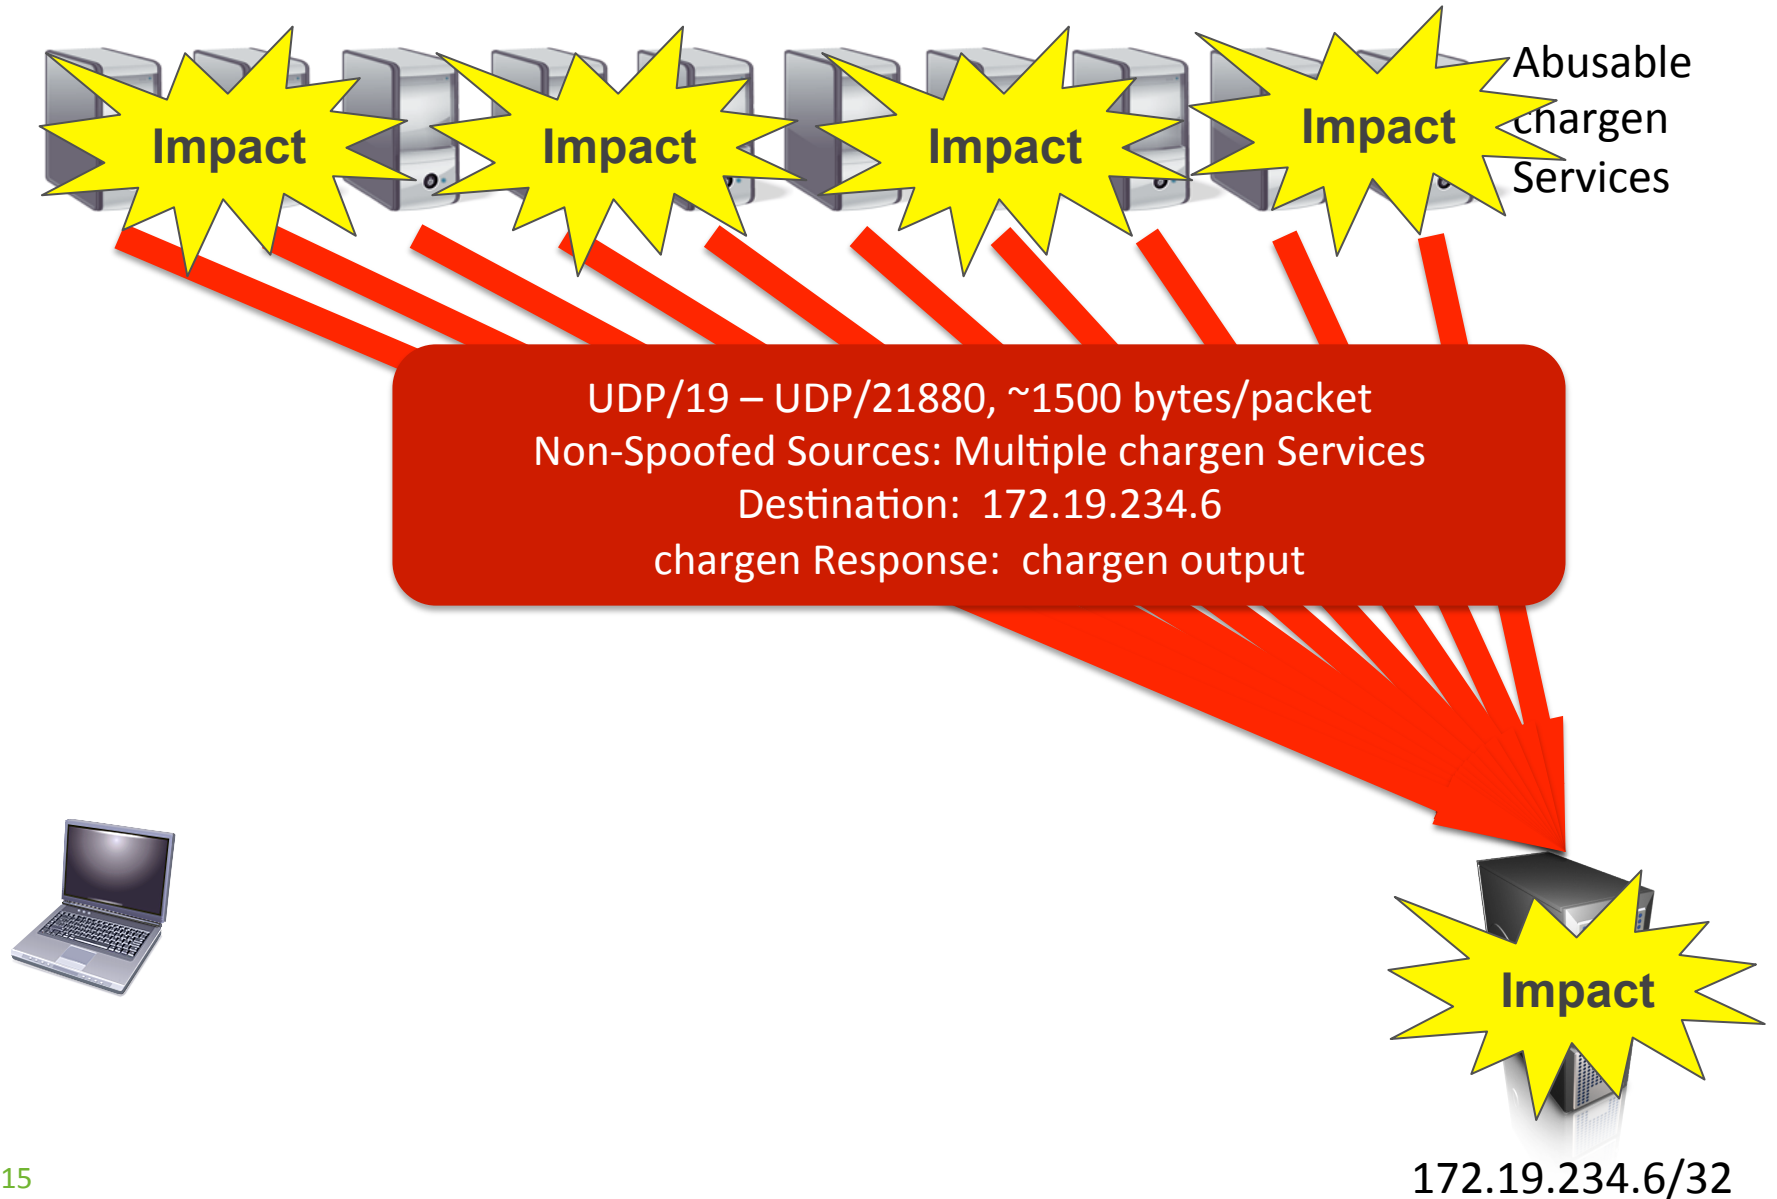 Abusable
chargen
Services
Impact
Impact
Impact
Impact
UDP/19 – UDP/21880, ~1500 bytes/packet
Non-Spoofed Sources: Multiple chargen Services
Destination: 172.19.234.6
chargen Response: chargen output
Impact
172.19.234.6/32
15